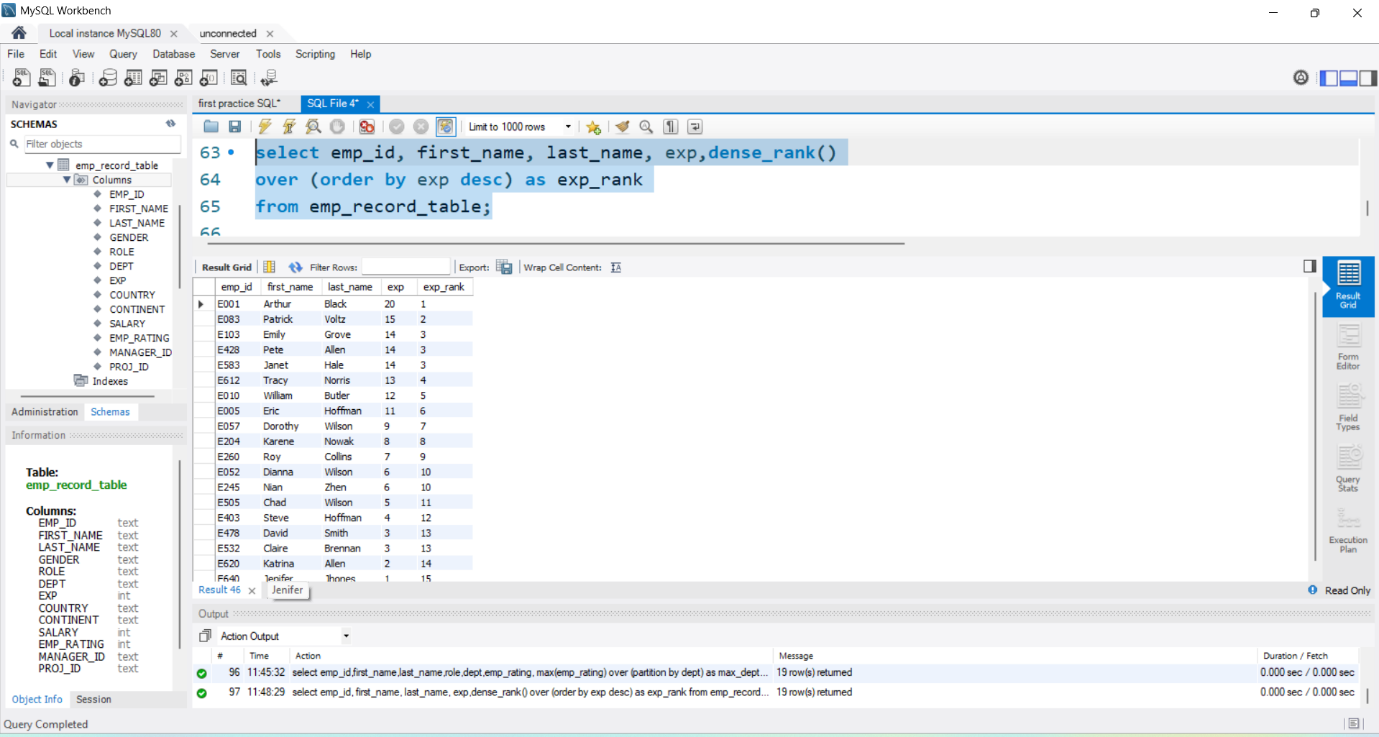 MySQL Workbench
Local instance MySQL80 × unconnected ×
File Edit View Query Database Server Tools Scripting Help
Navigator
SCHEMAS
Filter objects
emp_record_table
Columns
EMP_ID
FIRST_NAME
LAST_NAME
GENDER
ROLE
DEPT
EXP
COUNTRY
CONTINENT
SALARY
EMP_RATING
MANAGER_ID
PROJ_ID
Indexes
Administration Schemas
Information
Table:
emp_record_table
Columns:
EMP_ID text
FIRST_NAME text
LAST_NAME text
GENDER text
ROLE text
DEPT text
EXP int
COUNTRY text
CONTINENT text
SALARY int
EMP_RATING int
MANAGER_ID text
PROJ_ID text
Object Info Session
Query Completed
first practice SQL* SQL File 4* ×
Limit to 1000 rows
63 select emp_id, first_name, last_name, exp,dense_rank()
64 over (order by exp desc) as exp_rank
65 from emp_record_table;
66
Result Grid Filter Rows: Export: Wrap Cell Content:
emp_id first_name last_name exp exp_rank
E001 Arthur Black 20 1
E083 Patrick Voltz 15 2
E103 Emily Grove 14 3
E428 Pete Allen 14 3
E583 Janet Hale 14 3
E612 Tracy Norris 13 4
E010 William Butler 12 5
E005 Eric Hoffman 11 6
E057 Dorothy Wilson 9 7
E204 Karene Nowak 8 8
E260 Roy Collins 7 9
E052 Dianna Wilson 6 10
E245 Nian Zhen 6 10
E505 Chad Wilson 5 11
E403 Steve Hoffman 4 12
E478 David Smith 3 13
E532 Claire Brennan 3 13
E620 Katrina Allen 2 14
E640 Jenifer Jhones 1 15
Result 46 × Jenifer
Result
Grid
Form
Editor
Field
Types
Query
Stats
Execution
Plan
Read Only
Output
Action Output
# Time Action Message Duration / Fetch
96 11:45:32 select emp_id,first_name,last_name,role,dept,emp_rating, max(emp_rating) over (partition by dept) as max_dept... 19 row(s) returned 0.000 sec / 0.000 sec
97 11:48:29 select emp_id, first_name, last_name, exp,dense_rank() over (order by exp desc) as exp_rank from emp_record... 19 row(s) returned 0.000 sec / 0.000 sec